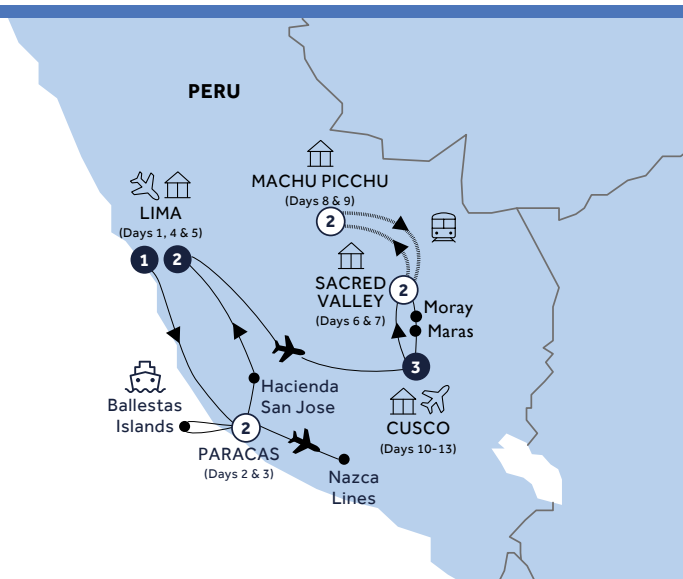 PERU
MACHU PICCHU
(Days 8 & 9)
2
LIMA
(Days 1, 4 & 5)
1
2
SACRED
VALLEY
(Days 6 & 7)
2
Moray
Maras
3
CUSCO
(Days 10-13)
Hacienda
San Jose
Ballestas
Islands
2
PARACAS
(Days 2 & 3)
Nazca
Lines